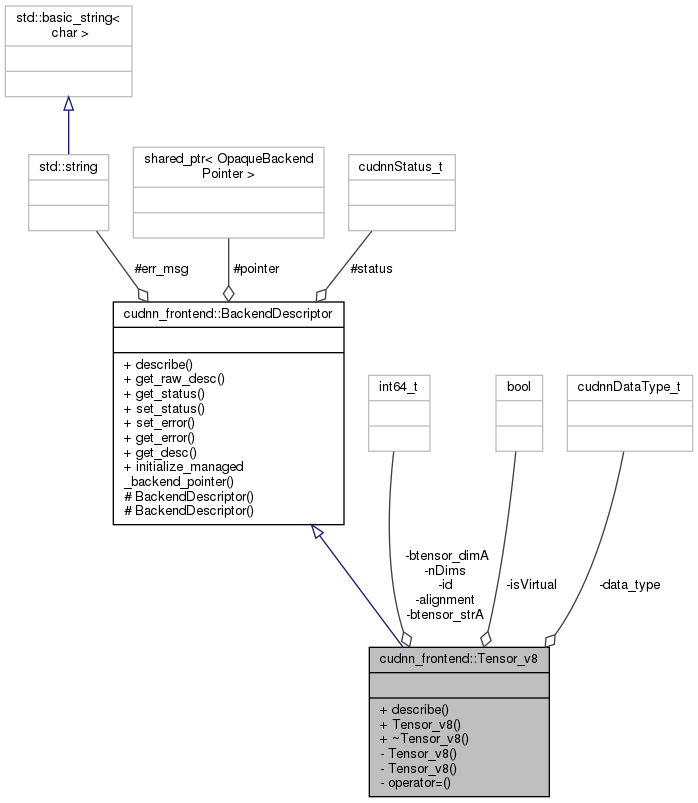 std::basic_string<
char >
std::string
shared_ptr< OpaqueBackend
Pointer >
cudnnStatus_t
#err_msg
#pointer
#status
cudnn_frontend::BackendDescriptor
+ describe()
+ get_raw_desc()
+ get_status()
+ set_status()
+ set_error()
+ get_error()
+ get_desc()
+ initialize_managed
_backend_pointer()
# BackendDescriptor()
# BackendDescriptor()
int64_t
bool
cudnnDataType_t
-btensor_dimA
-nDims
-id
-alignment
-btensor_strA
-isVirtual
-data_type
cudnn_frontend::Tensor_v8
+ describe()
+ Tensor_v8()
+ ~Tensor_v8()
- Tensor_v8()
- Tensor_v8()
- operator=()